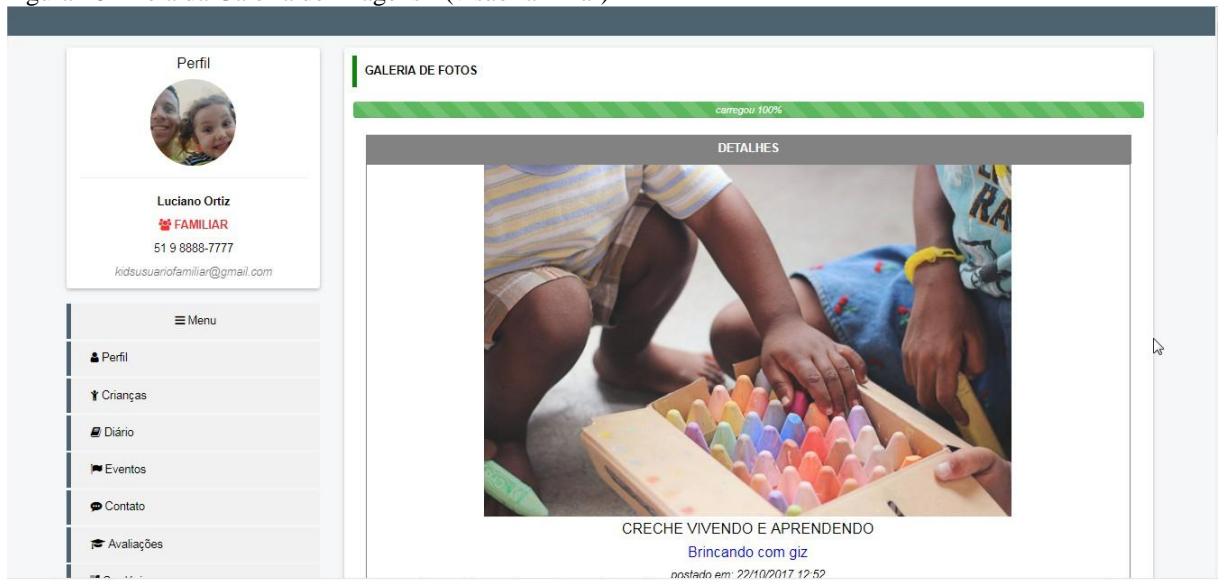 Perfil
Luciano Ortiz
FAMILIAR
51 9 8888-7777
kidsusuariofamiliar@gmail.com
Menu
Perfil
Crianças
Diário
Eventos
Contato
Avaliações
GALERIA DE FOTOS
carregou 100%
DETALHES
CRECHE VIVENDO E APRENDENDO
Brincando com giz
postado em: 22/10/2017 12:52